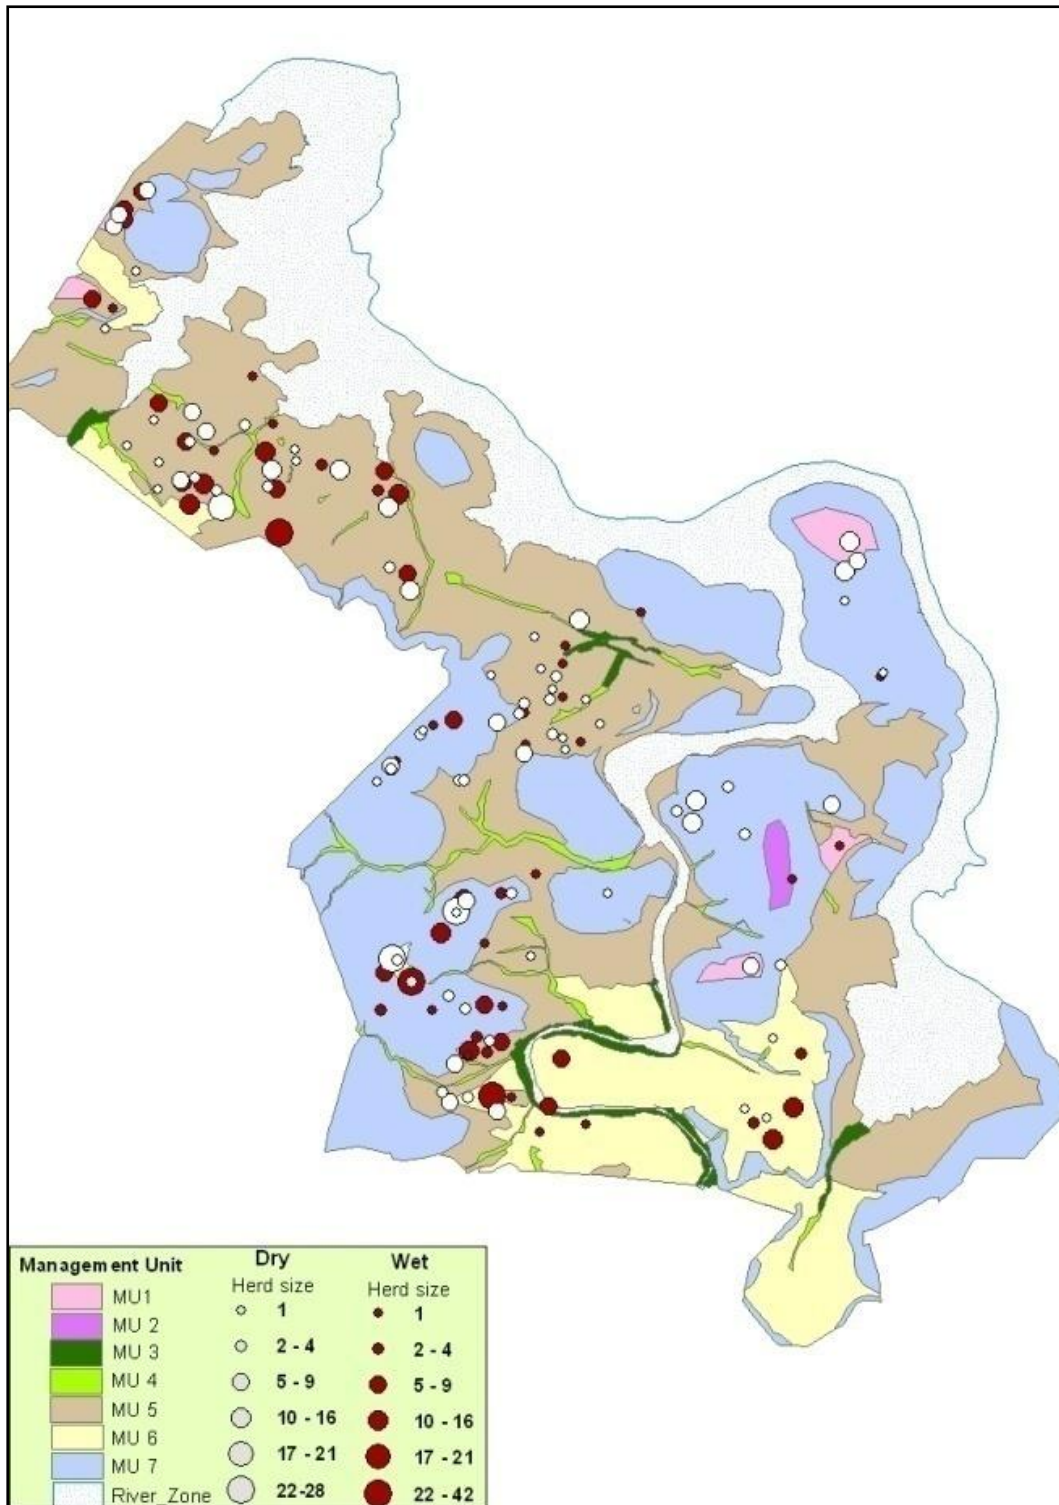 Management Unit
MU1
MU 2
MU 3
MU 4
MU 5
MU 6
MU 7
River_Zone
Dry
Herd size
1
2 - 4
5 - 9
10 - 16
17 - 21
22-28
Wet
Herd size
1
2 - 4
5 - 9
10 - 16
17 - 21
22 - 42